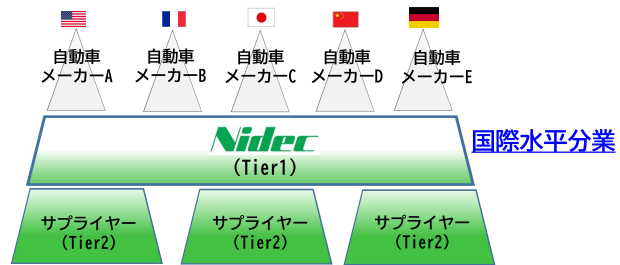 自動車
メーカーA
自動車
メーカーB
自動車
メーカーC
自動車
メーカーD
自動車
メーカーE
Nidec
(Tier1)
国際水平分業
サプライヤー
(Tier2)
サプライヤー
(Tier2)
サプライヤー
(Tier2)